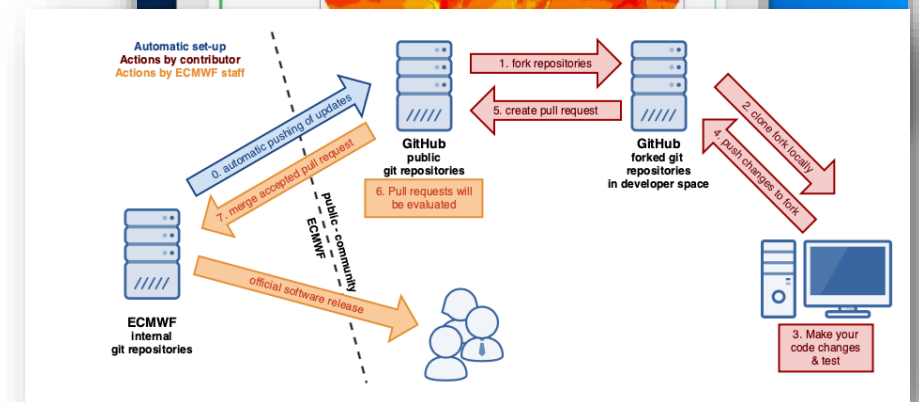 Automatic set-up
Actions by contributor
Actions by ECMWF staff
0. automatic pushing of updates
7. merge accepted pull request
public - community
ECMWF
1. fork repositories
5. create pull request
GitHub
public
git repositories
6. Pull requests will
be evaluated
GitHub
forked git
repositories
in developer space
2. clone fork locally
4. push changes to fork
3. Make your
code changes
& test
ECMWF
internal
git repositories
official software release